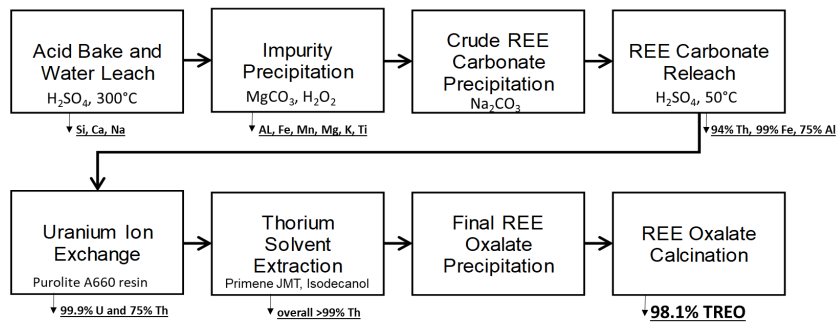 Acid Bake and
Water Leach
H₂SO₄, 300°C
Si, Ca, Na
Impurity
Precipitation
MgCO₃, H₂O₂
AL, Fe, Mn, Mg, K, Ti
Crude REE
Carbonate
Precipitation
Na₂CO₃
REE Carbonate
Releach
H₂SO₄, 50°C
94% Th, 99% Fe, 75% Al
Uranium Ion
Exchange
Purolite A660 resin
99.9% U and 75% Th
Thorium
Solvent
Extraction
Primene JMT, Isodecanol
overall >99% Th
Final REE
Oxalate
Precipitation
REE Oxalate
Calcination
98.1% TREO